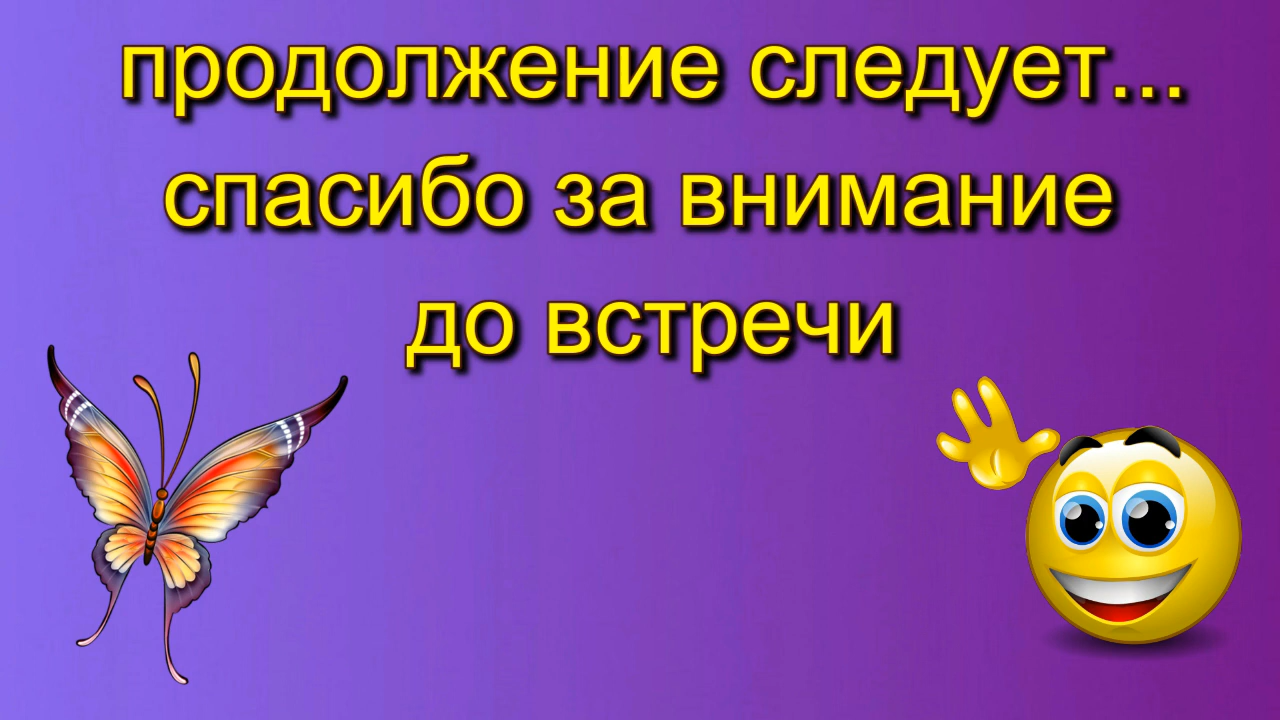 продолжение следует...
спасибо за внимание
до встречи